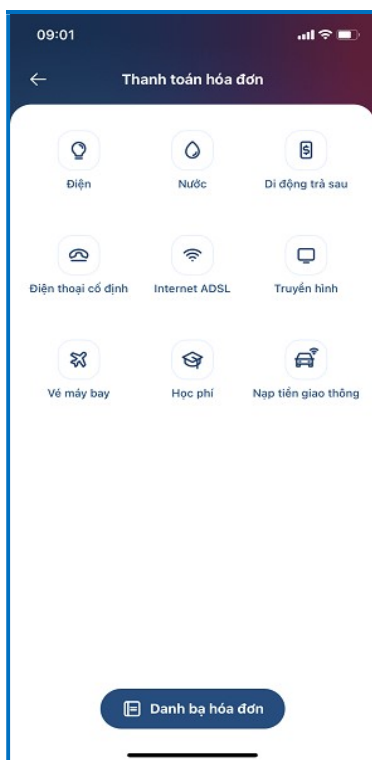 09:01
Thanh toán hóa đơn
Điện
Nước
Di động trả sau
Điện thoại cố định
Internet ADSL
Truyền hình
Vé máy bay
Học phí
Nạp tiền giao thông
Danh bạ hóa đơn